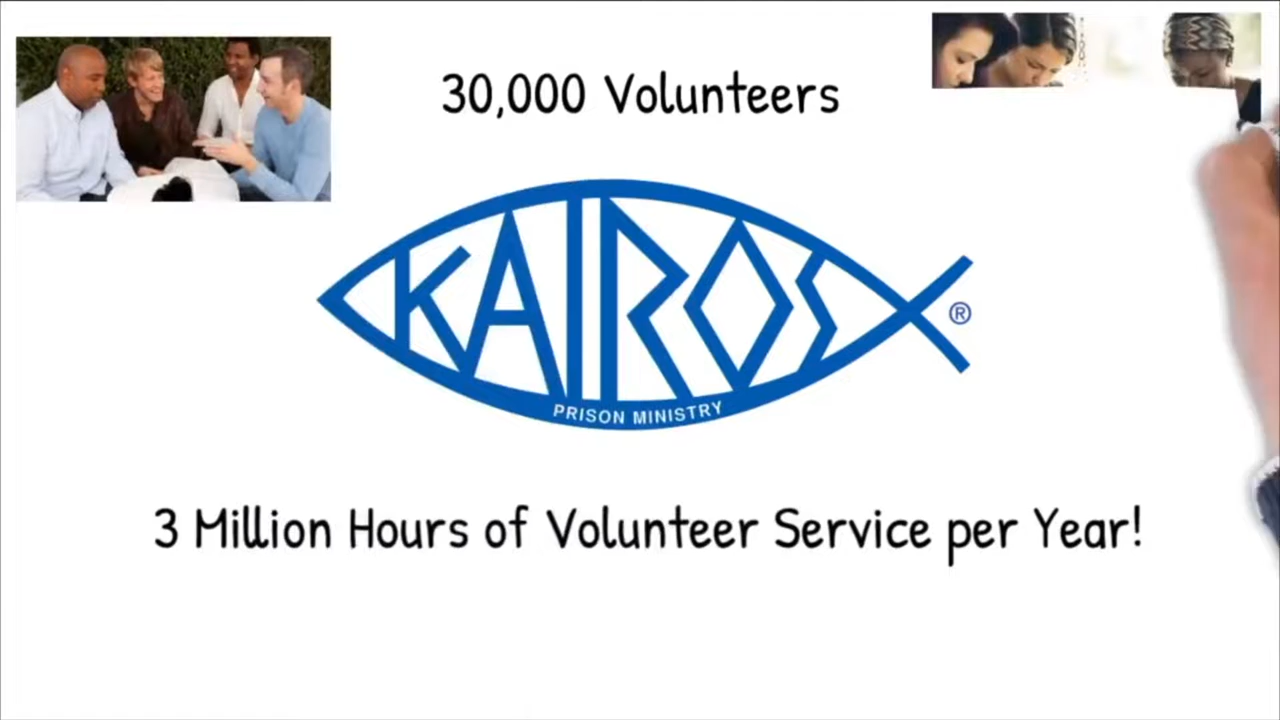 30,000 Volunteers
KAIROS
®
PRISON MINISTRY
3 Million Hours of Volunteer Service per Year!